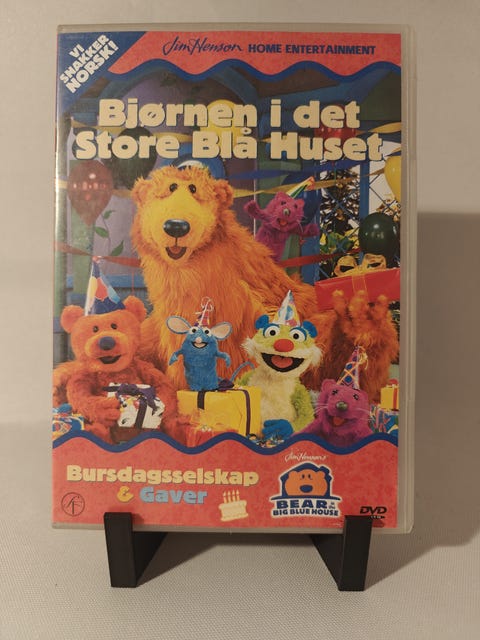 VI
SNAKKER
NORSK!
Jim Henson HOME ENTERTAINMENT
Bjørnen i det
Store Blå Huset
Bursdagsselskap
& Gaver
Jim Henson's
BEAR IN THE
BIG BLUE HOUSE
SF
DVD